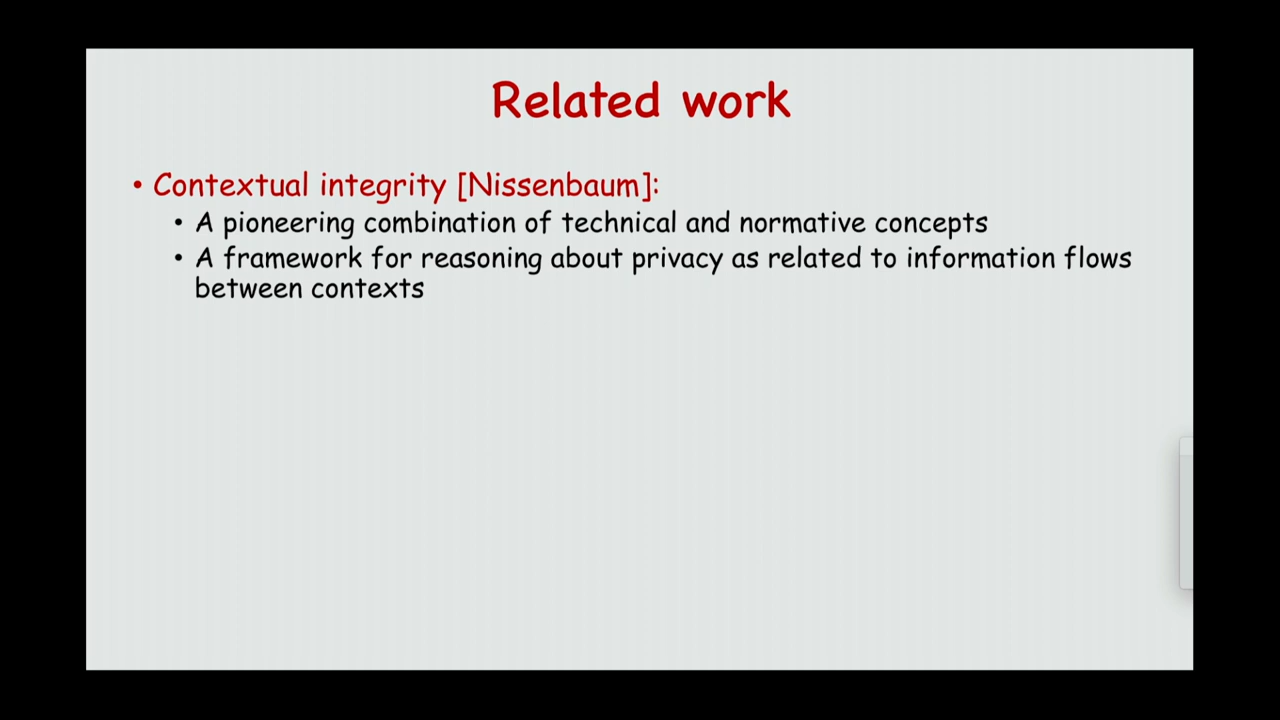 Related work
• Contextual integrity [Nissenbaum]:
• A pioneering combination of technical and normative concepts
• A framework for reasoning about privacy as related to information flows
between contexts